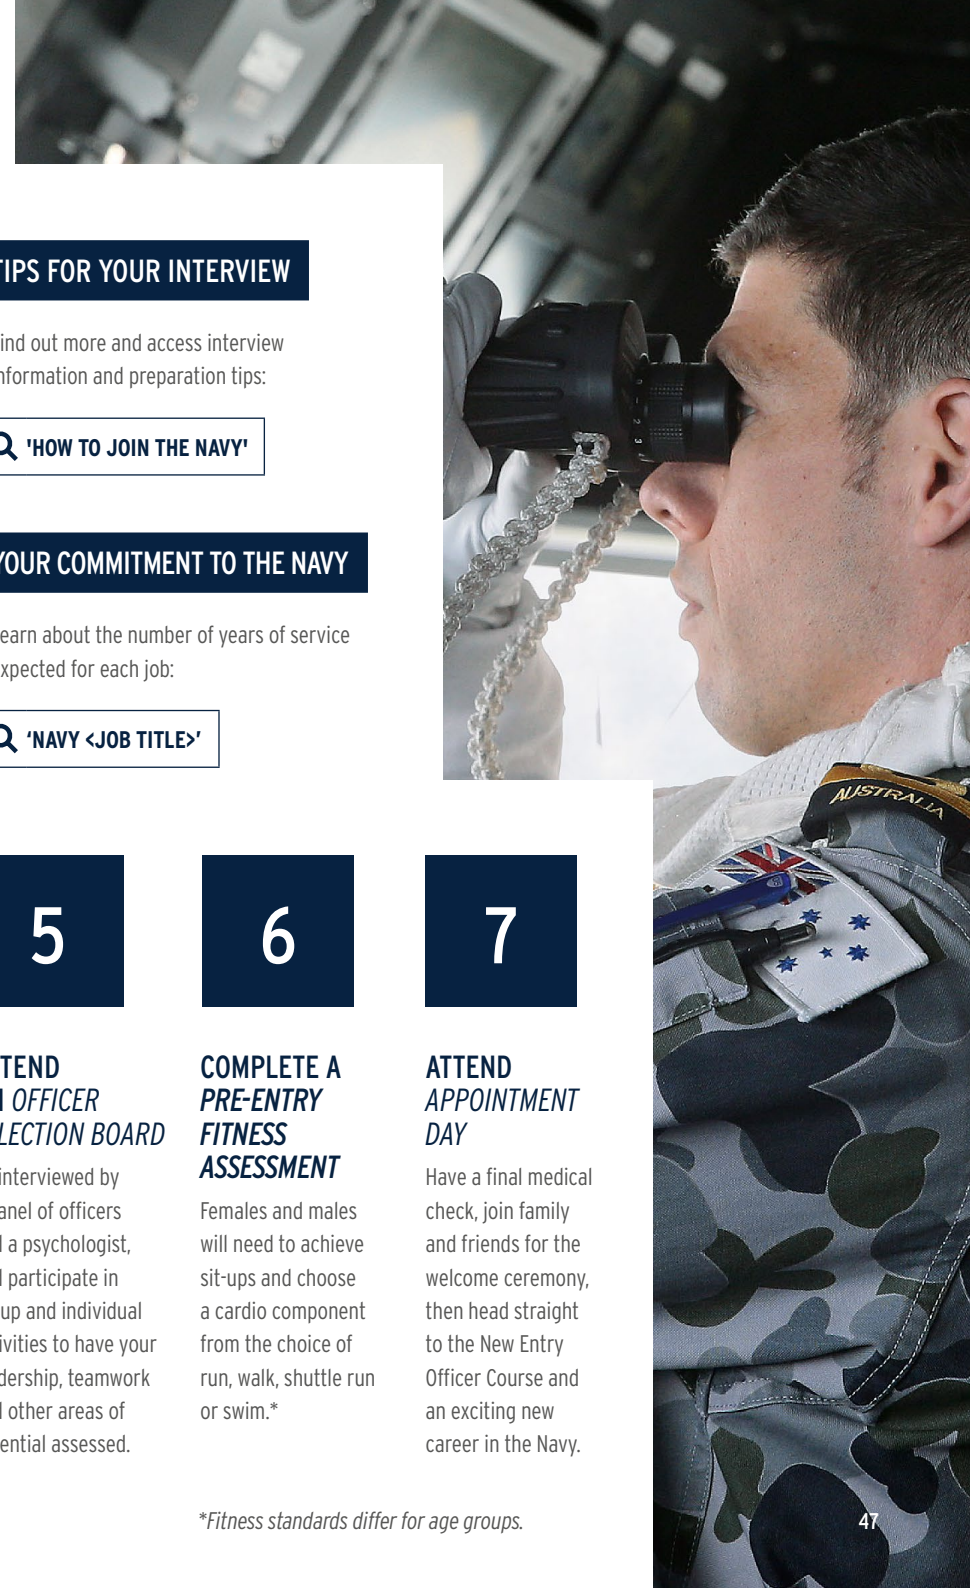 TIPS FOR YOUR INTERVIEW
ind out more and access interview
nformation and preparation tips:
'HOW TO JOIN THE NAVY'
YOUR COMMITMENT TO THE NAVY
earn about the number of years of service
xpected for each job:
‘NAVY <JOB TITLE>’
5
TEND
OFFICER
LECTION BOARD
interviewed by
anel of officers
a psychologist,
participate in
up and individual
ivities to have your
dership, teamwork
other areas of
ential assessed.
6
COMPLETE A
PRE-ENTRY
FITNESS
ASSESSMENT
Females and males
will need to achieve
sit-ups and choose
a cardio component
from the choice of
run, walk, shuttle run
or swim.*
7
ATTEND
APPOINTMENT
DAY
Have a final medical
check, join family
and friends for the
welcome ceremony,
then head straight
to the New Entry
Officer Course and
an exciting new
career in the Navy.
*Fitness standards differ for age groups.
AUSTRALIA
47